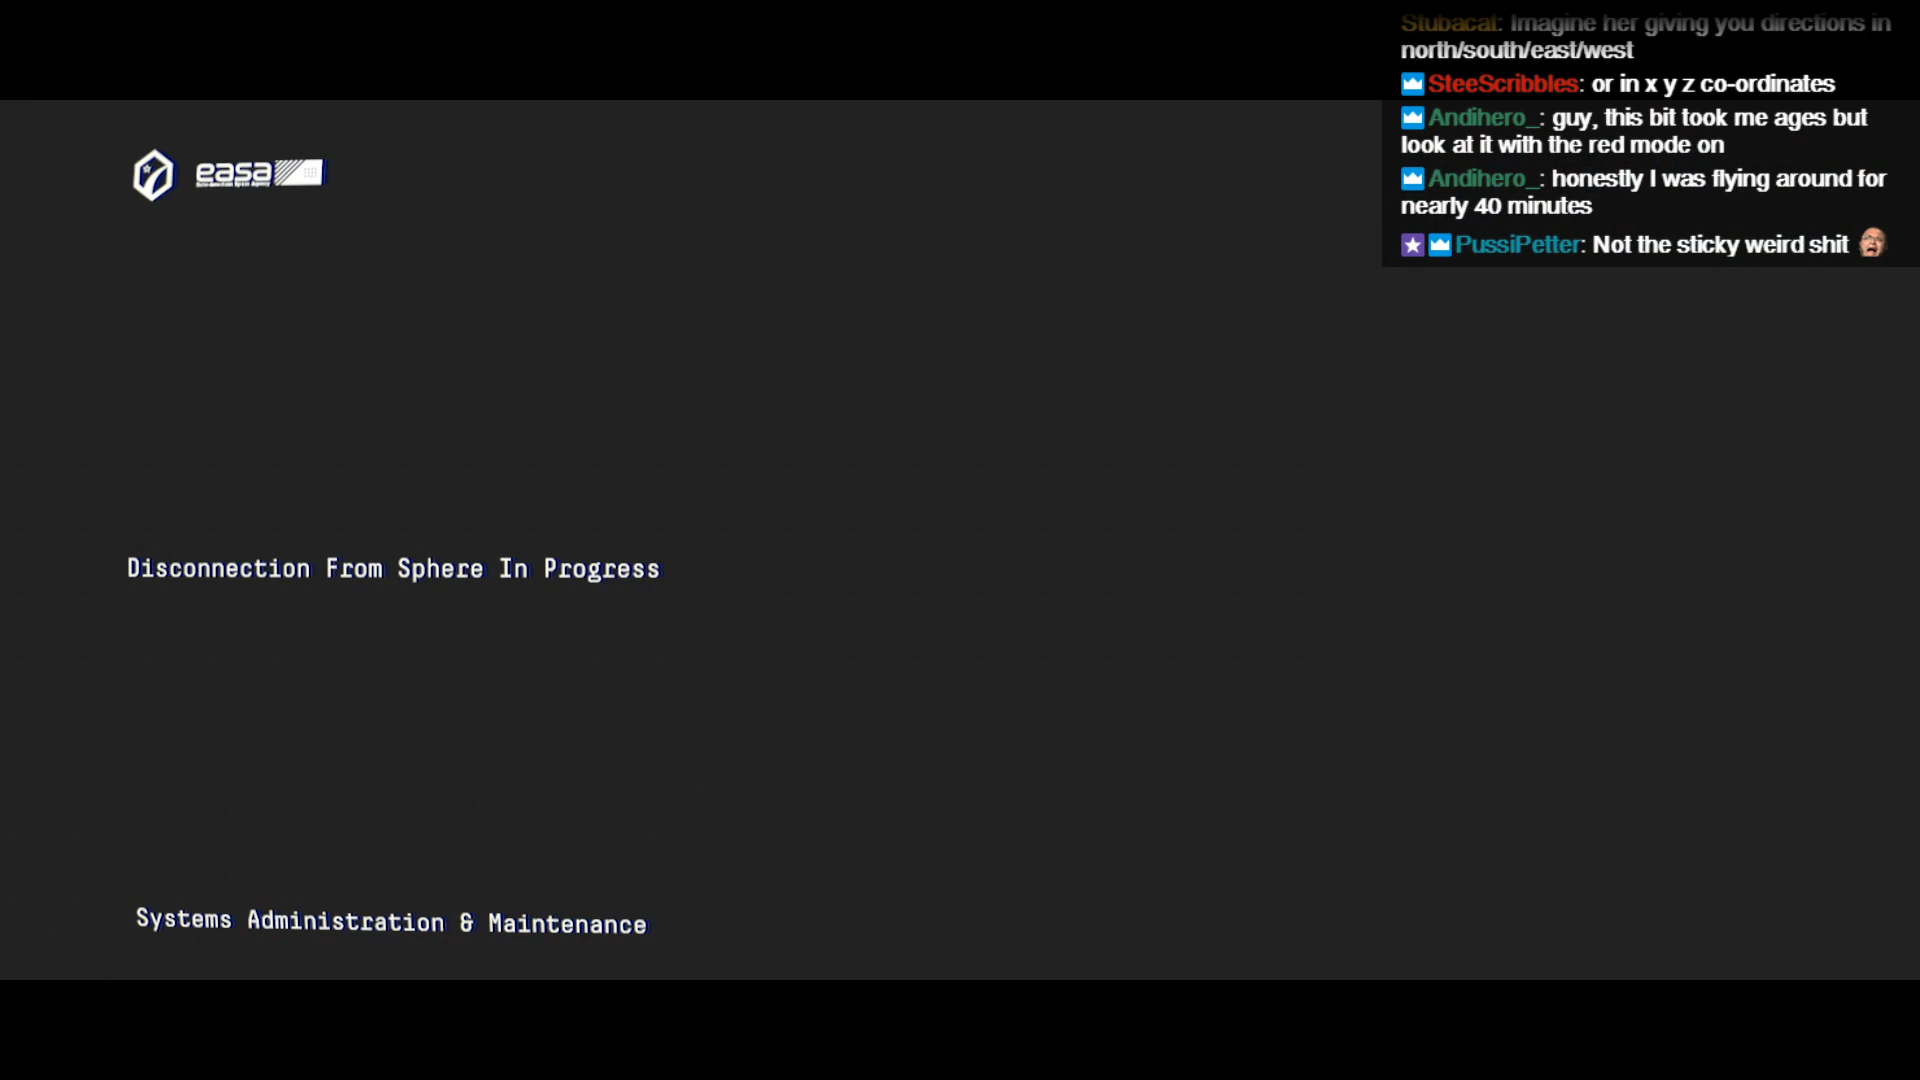 Stubacat: Imagine her giving you directions in
north/south/east/west
SteeScribbles: or in x y z co-ordinates
Andihero_: guy, this bit took me ages but
look at it with the red mode on
Andihero_: honestly I was flying around for
nearly 40 minutes
PussiPetter: Not the sticky weird shit
easa
Disconnection From Sphere In Progress
Systems Administration & Maintenance